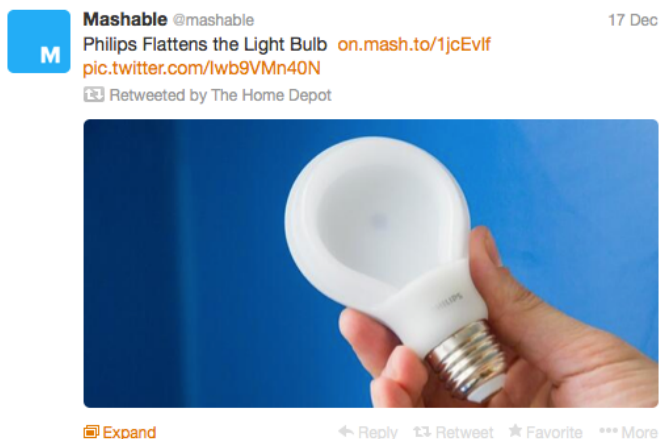 M
Mashable @mashable 17 Dec
Philips Flattens the Light Bulb on.mash.to/1jcEvIf
pic.twitter.com/Iwb9VMn40N
Retweeted by The Home Depot
PHILIPS
Expand Reply Retweet Favorite More